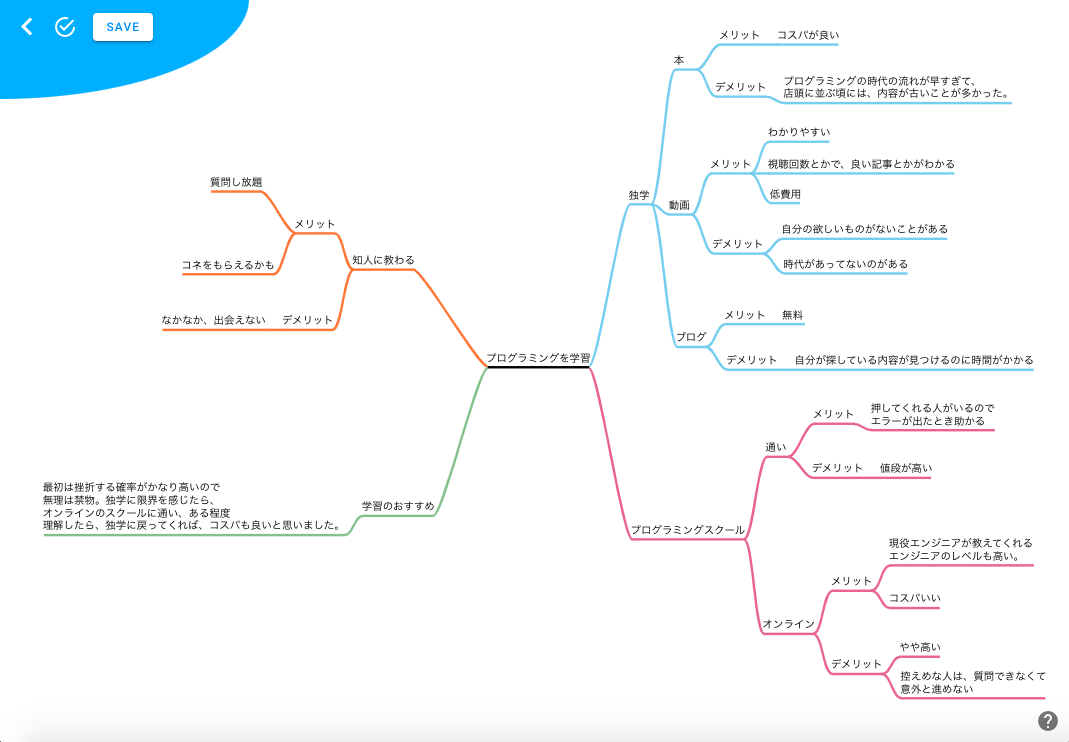 SAVE
メリット
コスパが良い
本
デメリット
プログラミングの時代の流れが早すぎて、
店頭に並ぶ頃には、内容が古いことが多かった。
わかりやすい
メリット
視聴回数とかで、良い記事とかがわかる
低費用
独学
動画
自分の欲しいものがないことがある
デメリット
時代があってないのがある
メリット
無料
ブログ
デメリット
自分が探している内容が見つけるのに時間がかかる
質問し放題
メリット
コネをもらえるかも
知人に教わる
なかなか、出会えない
デメリット
プログラミングを学習
メリット
押してくれる人がいるので
エラーが出たとき助かる
通い
デメリット
値段が高い
プログラミングスクール
現役エンジニアが教えてくれる
エンジニアのレベルも高い。
メリット
コスパいい
オンライン
やや高い
デメリット
控えめな人は、質問できなくて
意外と進めない
最初は挫折する確率がかなり高いので
無理は禁物。独学に限界を感じたら、
オンラインのスクールに通い、ある程度
理解したら、独学に戻ってくれば、コスパも良いと思いました。
学習のおすすめ
?